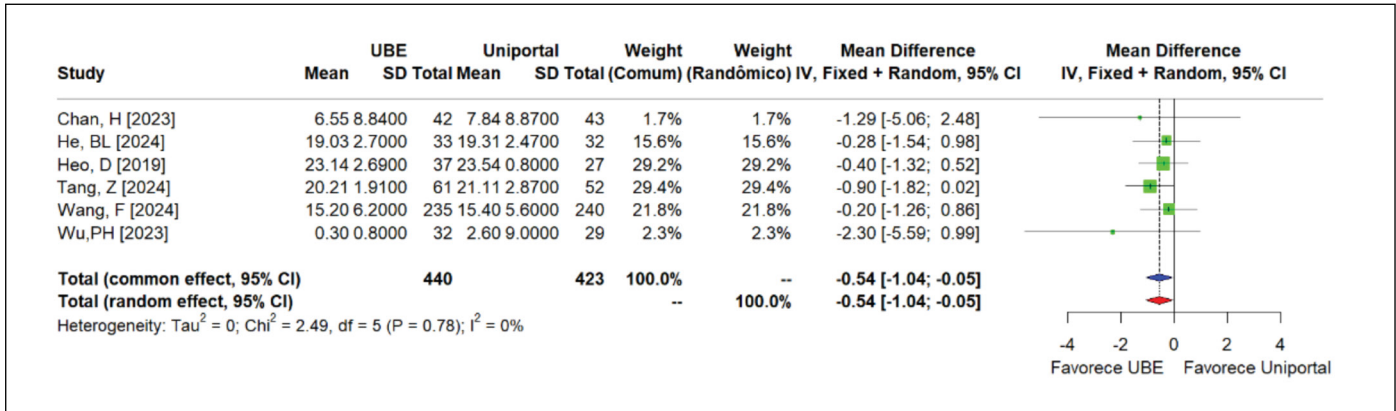 UBE Uniportal Weight Weight Mean Difference Mean Difference
Study Mean SD Total Mean SD Total (Comum) (Randômico) IV, Fixed + Random, 95% CI IV, Fixed + Random, 95% CI
Chan, H [2023] 6.55 8.8400 42 7.84 8.8700 43 1.7% 1.7% -1.29 [-5.06; 2.48]
He, BL [2024] 19.03 2.7000 33 19.31 2.4700 32 15.6% 15.6% -0.28 [-1.54; 0.98]
Heo, D [2019] 23.14 2.6900 37 23.54 0.8000 27 29.2% 29.2% -0.40 [-1.32; 0.52]
Tang, Z [2024] 20.21 1.9100 61 21.11 2.8700 52 29.4% 29.4% -0.90 [-1.82; 0.02]
Wang, F [2024] 15.20 6.2000 235 15.40 5.6000 240 21.8% 21.8% -0.20 [-1.26; 0.86]
Wu,PH [2023] 0.30 0.8000 32 2.60 9.0000 29 2.3% 2.3% -2.30 [-5.59; 0.99]
Total (common effect, 95% CI) 440 423 100.0% -- -0.54 [-1.04; -0.05]
Total (random effect, 95% CI) -- 100.0% -0.54 [-1.04; -0.05]
Heterogeneity: Tau² = 0; Chi² = 2.49, df = 5 (P = 0.78); I² = 0%
-4 -2 0 2 4
Favorece UBE Favorece Uniportal